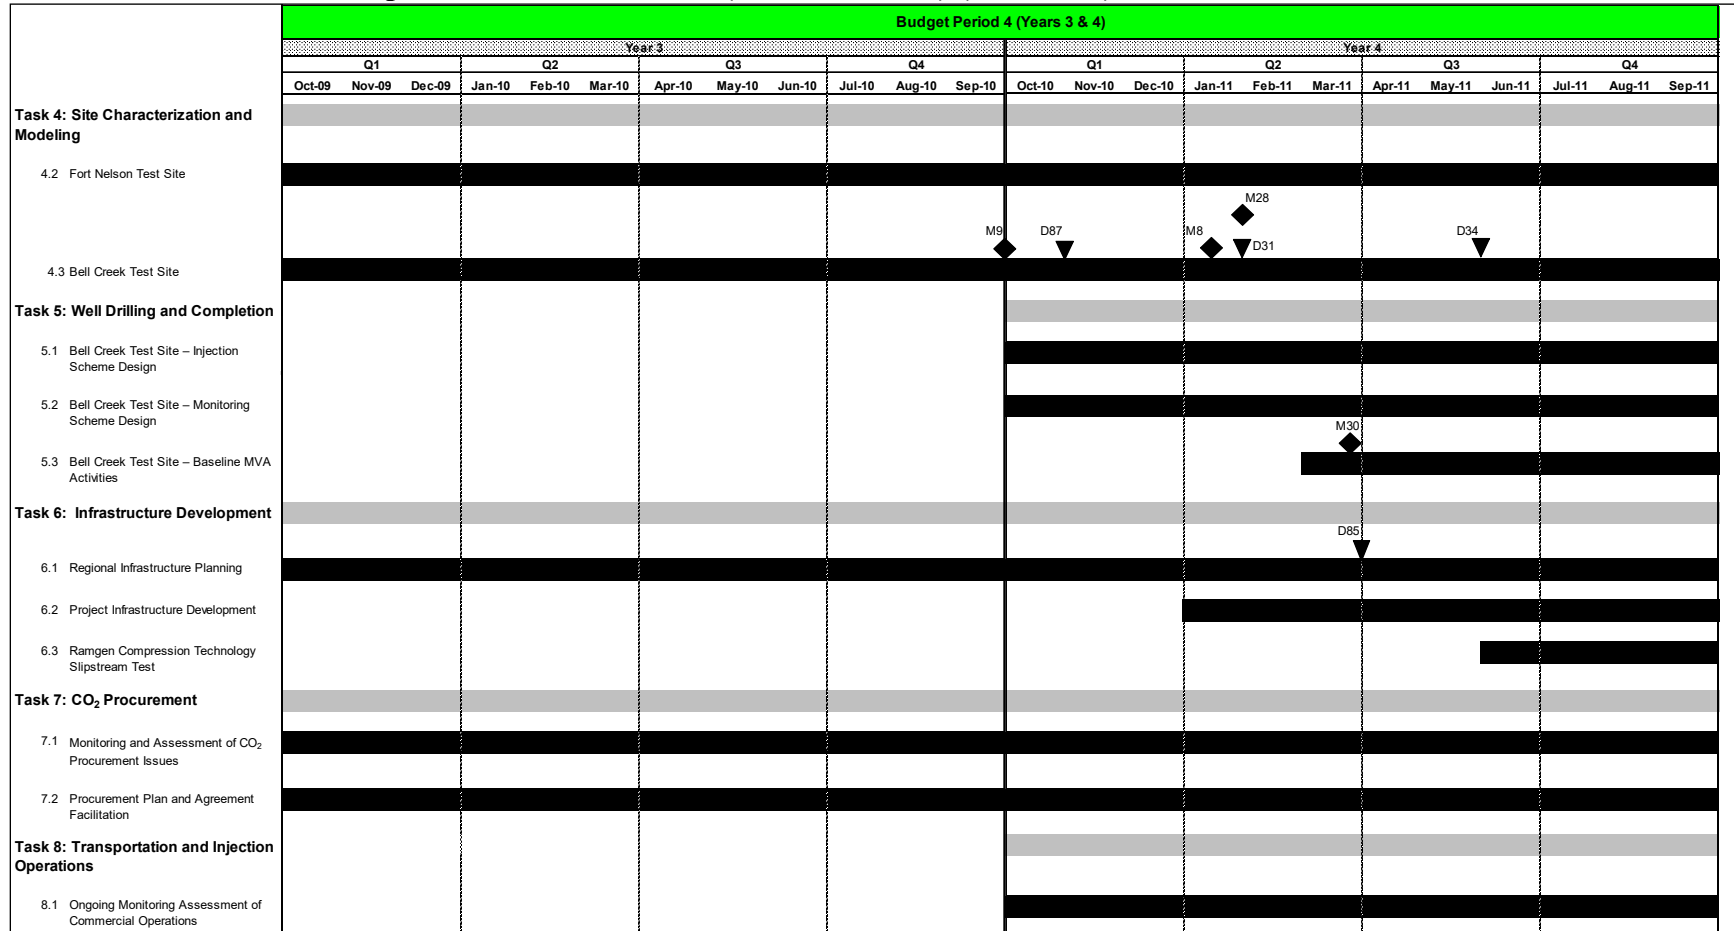 Budget Period 4 (Years 3 & 4)
Year 3 Year 4
Q1 Q2 Q3 Q4 Q1 Q2 Q3 Q4
Oct-09 Nov-09 Dec-09 Jan-10 Feb-10 Mar-10 Apr-10 May-10 Jun-10 Jul-10 Aug-10 Sep-10 Oct-10 Nov-10 Dec-10 Jan-11 Feb-11 Mar-11 Apr-11 May-11 Jun-11 Jul-11 Aug-11 Sep-11
Task 4: Site Characterization and
Modeling
4.2 Fort Nelson Test Site
M28
M9 D87 M8 D34
D31
4.3 Bell Creek Test Site
Task 5: Well Drilling and Completion
5.1 Bell Creek Test Site – Injection
Scheme Design
5.2 Bell Creek Test Site – Monitoring
Scheme Design
M30
5.3 Bell Creek Test Site – Baseline MVA
Activities
Task 6: Infrastructure Development
D85
6.1 Regional Infrastructure Planning
6.2 Project Infrastructure Development
6.3 Ramgen Compression Technology
Slipstream Test
Task 7: CO₂ Procurement
7.1 Monitoring and Assessment of CO₂
Procurement Issues
7.2 Procurement Plan and Agreement
Facilitation
Task 8: Transportation and Injection
Operations
8.1 Ongoing Monitoring Assessment of
Commercial Operations